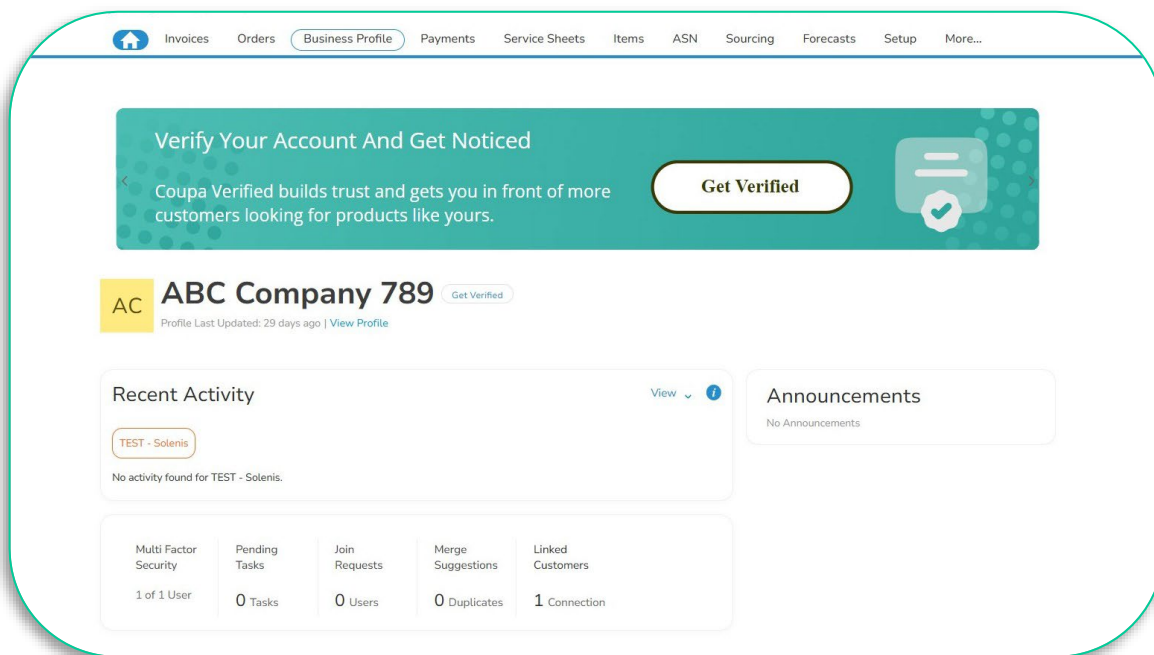 Invoices Orders Business Profile Payments Service Sheets Items ASN Sourcing Forecasts Setup More...
Verify Your Account And Get Noticed
Coupa Verified builds trust and gets you in front of more
customers looking for products like yours.
Get Verified
AC
ABC Company 789 Get Verified
Profile Last Updated: 29 days ago | View Profile
Recent Activity
View
i
TEST - Solenis
No activity found for TEST - Solenis.
Announcements
No Announcements
Multi Factor
Security
1 of 1 User
Pending
Tasks
0 Tasks
Join
Requests
0 Users
Merge
Suggestions
0 Duplicates
Linked
Customers
1 Connection